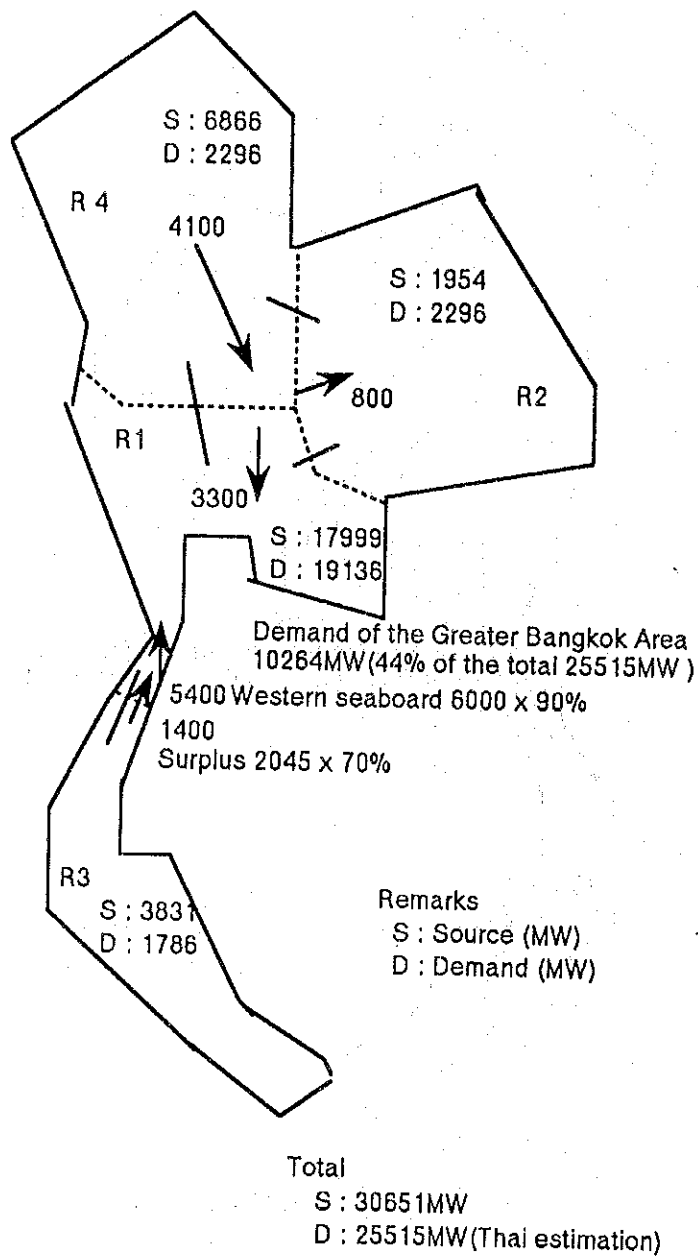 S : 6866
D : 2296
R 4
4100
S : 1954
D : 2296
800
R2
R1
3300
S : 17999
D : 19136
Demand of the Greater Bangkok Area
10264MW(44% of the total 25515MW )
5400 Western seaboard 6000 x 90%
1400
Surplus 2045 x 70%
R3
S : 3831
D : 1786
Remarks
S : Source (MW)
D : Demand (MW)
Total
S : 30651MW
D : 25515MW(Thai estimation)